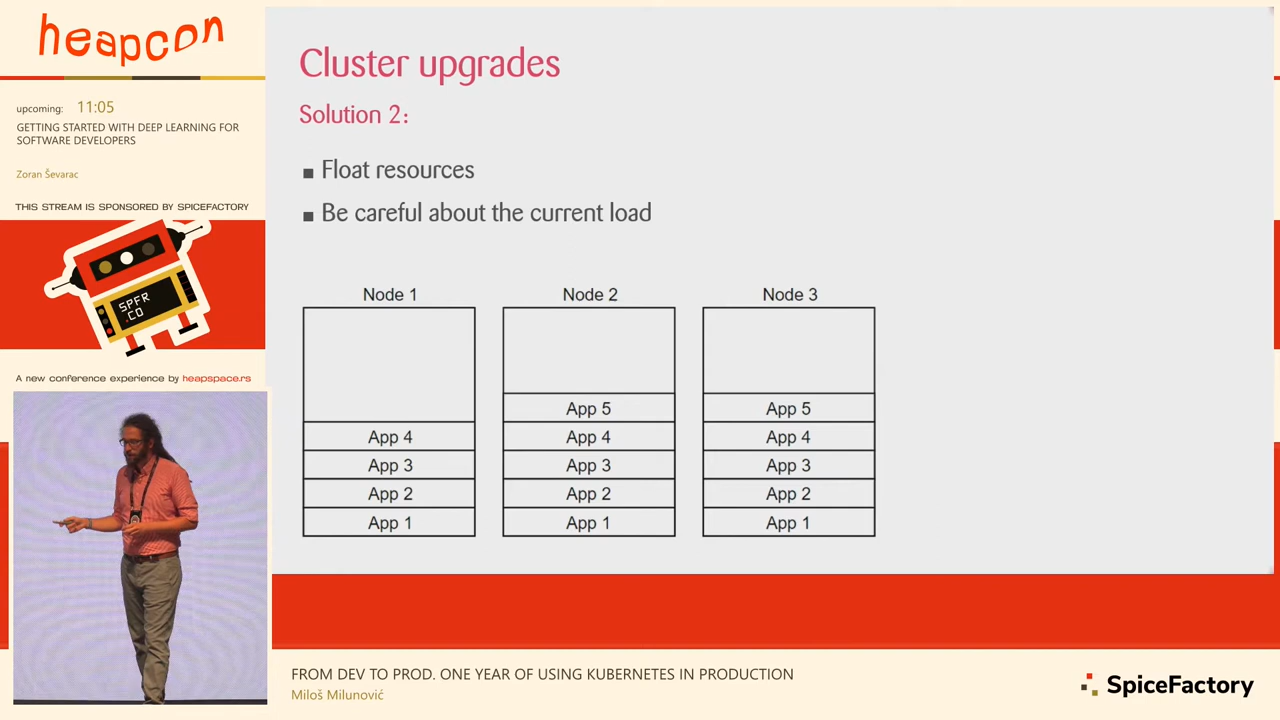 heapcon
upcoming: 11:05
GETTING STARTED WITH DEEP LEARNING FOR
SOFTWARE DEVELOPERS
Zoran Ševarac
THIS STREAM IS SPONSORED BY SPICEFACTORY
SPFR
.CO
A new conference experience by heapspace.rs
Cluster upgrades
Solution 2:
Float resources
Be careful about the current load
Node 1
App 4
App 3
App 2
App 1
Node 2
App 5
App 4
App 3
App 2
App 1
Node 3
App 5
App 4
App 3
App 2
App 1
FROM DEV TO PROD. ONE YEAR OF USING KUBERNETES IN PRODUCTION
Miloš Milunović
SpiceFactory